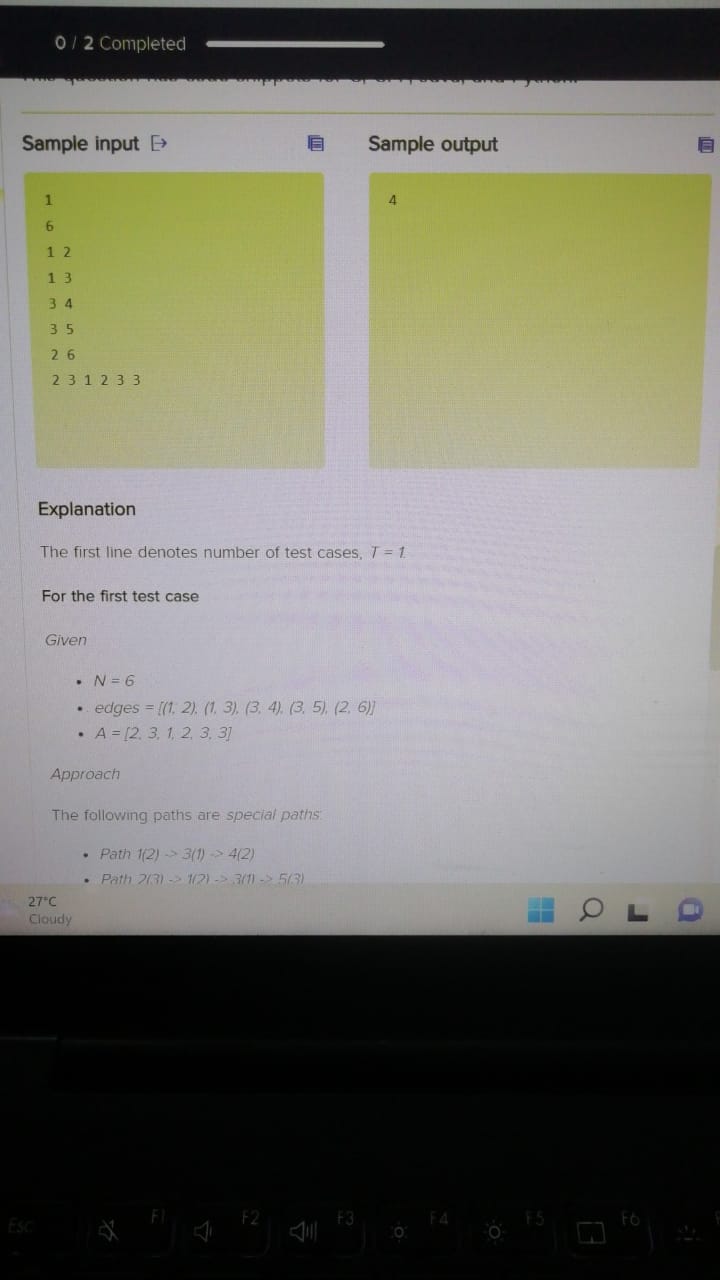 0 / 2 Completed
Sample input
Sample output
1
6
1 2
1 3
3 4
3 5
2 6
2 3 1 2 3 3
4
Explanation
The first line denotes number of test cases, T = 1.
For the first test case
Given
• N = 6
• edges = [(1, 2), (1, 3), (3, 4), (3, 5), (2, 6)]
• A = [2, 3, 1, 2, 3, 3]
Approach
The following paths are special paths:
• Path 1(2) -> 3(1) -> 4(2)
• Path 2(3) -> 1(2) -> 3(1) -> 5(3)
27°C
Cloudy
Esc F1 F2 F3 F4 F5 F6